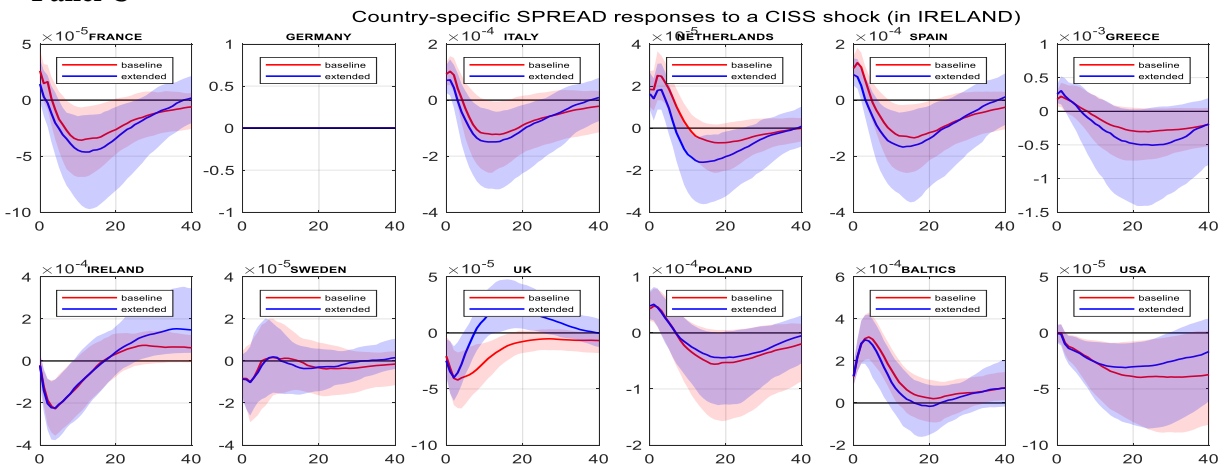 Country-specific SPREAD responses to a CISS shock (in IRELAND)
×10⁻⁵ FRANCE
baseline
extended
5
0
-5
-10
0 20 40
GERMANY
baseline
extended
1
0.5
0
-0.5
-1
0 20 40
×10⁻⁴ ITALY
baseline
extended
2
0
-2
-4
0 20 40
×10⁻⁵ NETHERLANDS
baseline
extended
4
2
0
-2
-4
0 20 40
×10⁻⁴ SPAIN
baseline
extended
4
2
0
-2
-4
0 20 40
×10⁻³ GREECE
baseline
extended
1
0.5
0
-0.5
-1
-1.5
0 20 40
×10⁻⁴ IRELAND
baseline
extended
4
2
0
-2
-4
0 20 40
×10⁻⁵ SWEDEN
baseline
extended
4
2
0
-2
-4
0 20 40
×10⁻⁵ UK
baseline
extended
5
0
-5
-10
0 20 40
×10⁻⁴ POLAND
baseline
extended
1
0
-1
-2
0 20 40
×10⁻⁴ BALTICS
baseline
extended
6
4
2
0
-2
0 20 40
×10⁻⁵ USA
baseline
extended
5
0
-5
-10
0 20 40